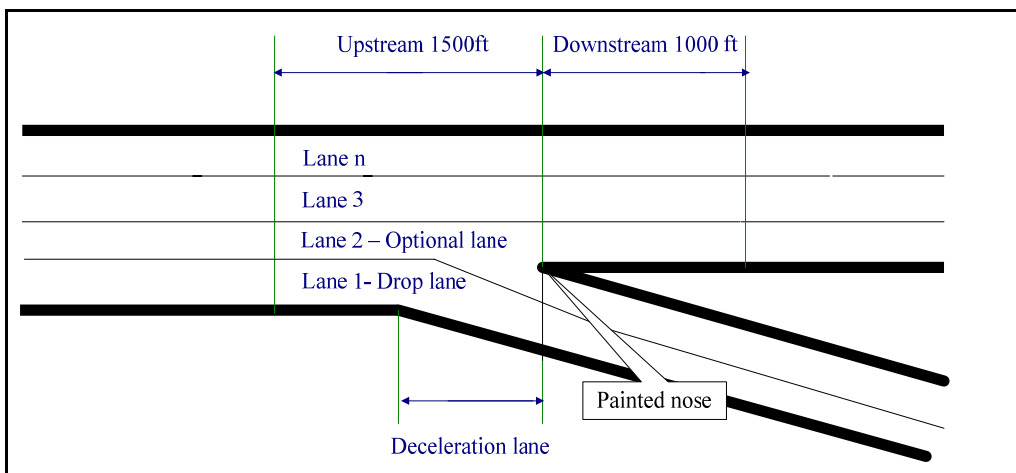 Upstream 1500ft
Downstream 1000 ft
Lane n
Lane 3
Lane 2 – Optional lane
Lane 1- Drop lane
Painted nose
Deceleration lane